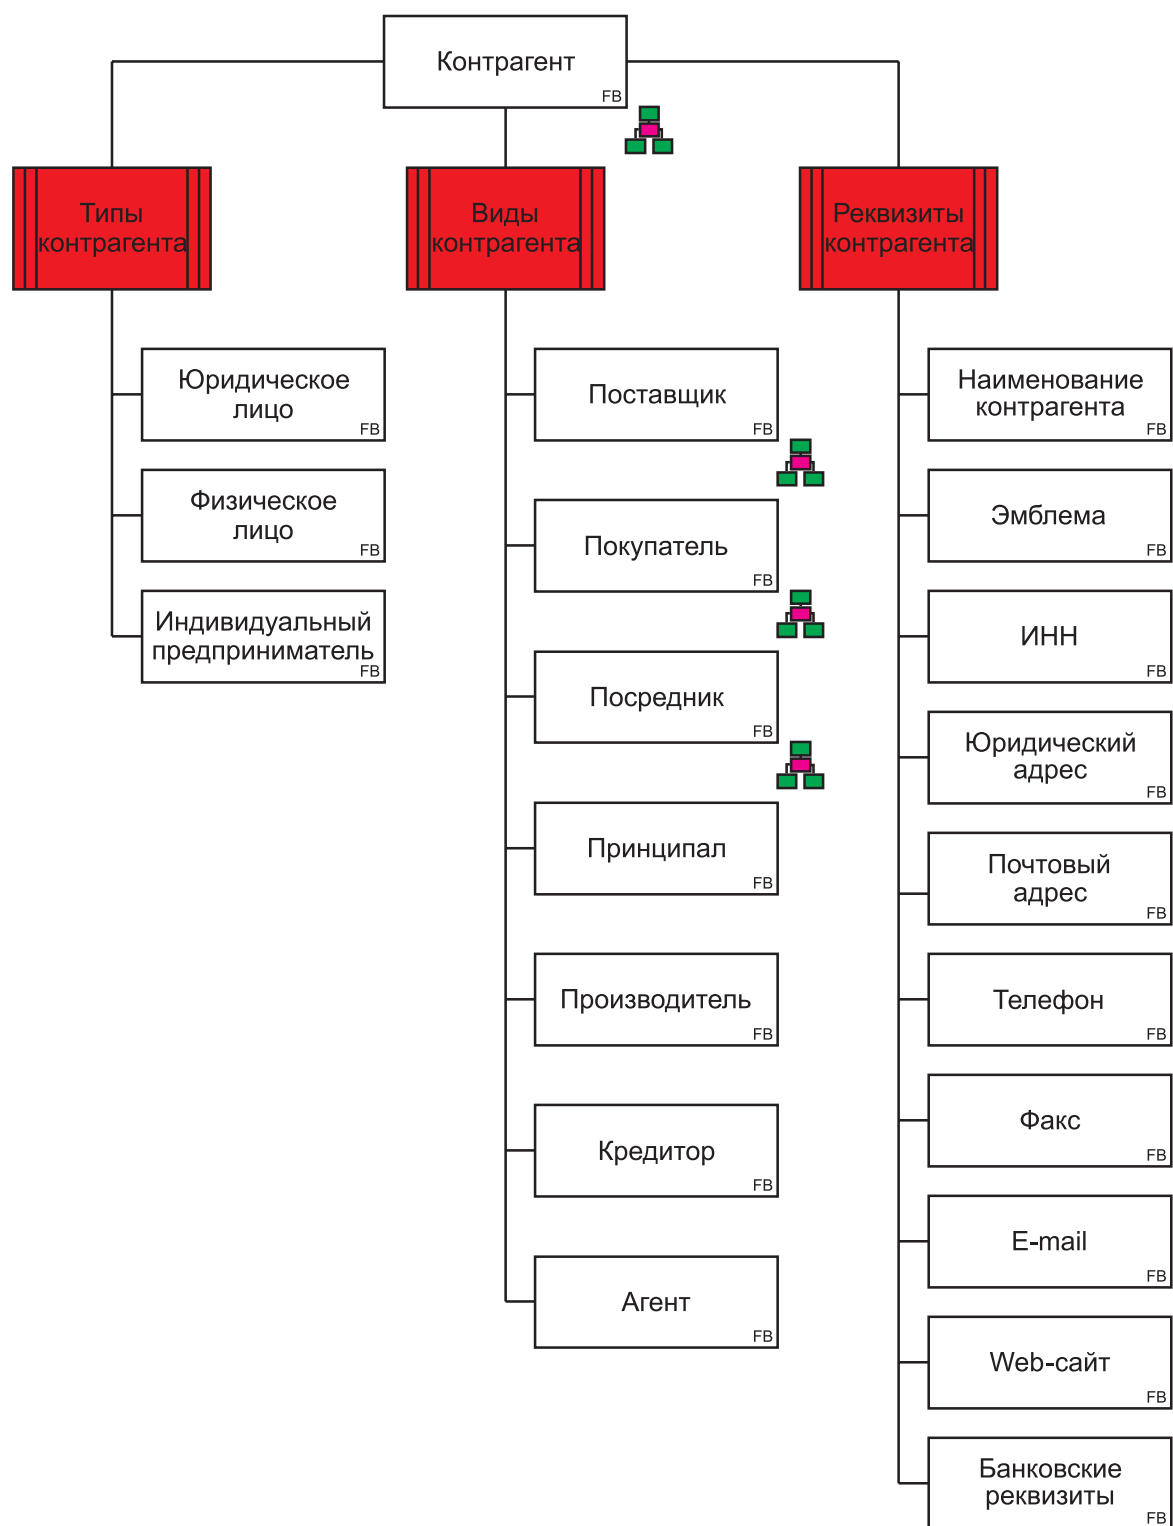 Контрагент
FB
Типы
контрагента
Виды
контрагента
Реквизиты
контрагента
Юридическое
лицо
FB
Физическое
лицо
FB
Индивидуальный
предприниматель
FB
Поставщик
FB
Покупатель
FB
Посредник
FB
Принципал
FB
Производитель
FB
Кредитор
FB
Агент
FB
Наименование
контрагента
FB
Эмблема
FB
ИНН
FB
Юридический
адрес
FB
Почтовый
адрес
FB
Телефон
FB
Факс
FB
E-mail
FB
Web-сайт
FB
Банковские
реквизиты
FB